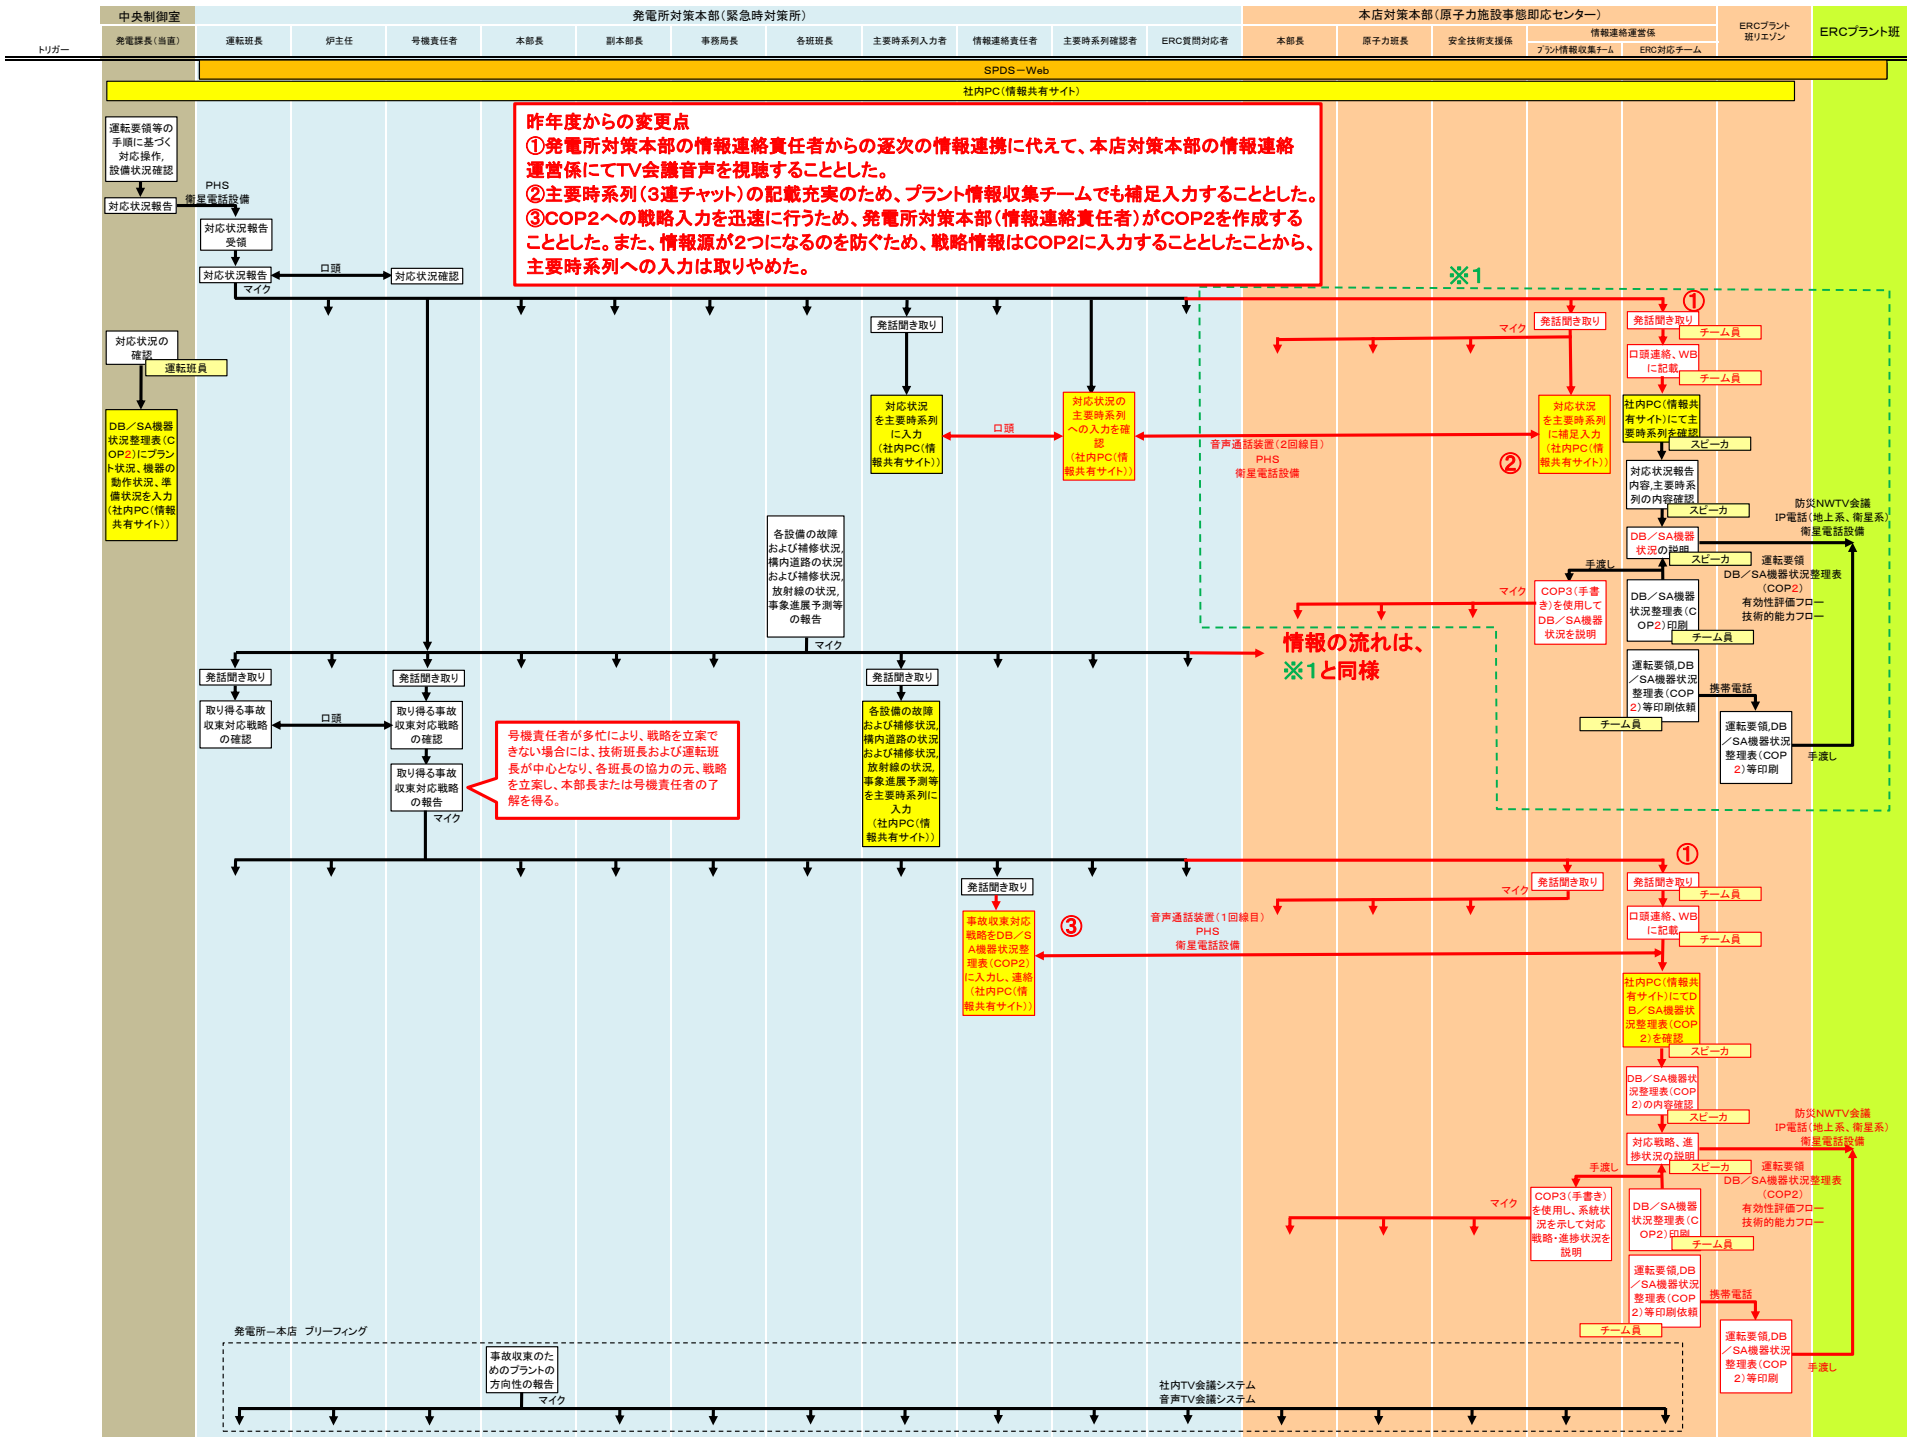 中央制御室
発電所対策本部(緊急時対策所)
本店対策本部(原子力施設事態即応センター)
ERCプラント
班リエゾン
ERCプラント班
トリガー
発電課長(当直)
運転班長
炉主任
号機責任者
本部長
副本部長
事務局長
各班班長
主要時系列入力者
情報連絡責任者
主要時系列確認者
ERC質問対応者
本部長
原子力班長
安全技術支援係
情報連絡運営係
プラント情報収集チーム
ERC対応チーム
SPDS-Web
社内PC(情報共有サイト)
昨年度からの変更点
①発電所対策本部の情報連絡責任者からの逐次の情報連携に代えて、本店対策本部の情報連絡
運営係にてTV会議音声を視聴することとした。
②主要時系列(3連チャット)の記載充実のため、プラント情報収集チームでも補足入力することとした。
③COP2への戦略入力を迅速に行うため、発電所対策本部(情報連絡責任者)がCOP2を作成する
こととした。また、情報源が2つになるのを防ぐため、戦略情報はCOP2に入力することとしたことから、
主要時系列への入力は取りやめた。
運転要領等の
手順に基づく
対応操作,
設備状況確認
対応状況報告
PHS
衛星電話設備
対応状況報告
受領
対応状況報告
口頭
対応状況確認
マイク
※1
①
発話聞き取り
発話聞き取り
発話聞き取り
チーム員
マイク
対応状況の
確認
運転班員
口頭連絡、WB
に記載
チーム員
DB/SA機器
状況整理表(C
OP2)にプラン
ト状況、機器の
動作状況、準
備状況を入力
(社内PC(情報
共有サイト))
対応状況
を主要時系列
に入力
(社内PC(情
報共有サイト))
口頭
対応状況の
主要時系列
への入力を確
認
(社内PC(情
報共有サイト))
音声通話装置(2回線目)
PHS
衛星電話設備
②
対応状況
を主要時系列
に補足入力
(社内PC(情
報共有サイト))
社内PC(情報共
有サイト)にて主
要時系列を確認
スピーカ
対応状況報告
内容,主要時系
列の内容確認
スピーカ
防災NWTV会議
IP電話(地上系、衛星系)
衛星電話設備
DB/SA機器
状況の説明
スピーカ
手渡し
運転要領
DB/SA機器状況整理表
(COP2)
有効性評価フロー
技術的能力フロー
各設備の故障
および補修状況,
構内道路の状況
および補修状況,
放射線の状況,
事象進展予測等
の報告
マイク
マイク
COP3(手書
き)を使用して
DB/SA機器
状況を説明
DB/SA機器
状況整理表(C
OP2)印刷
チーム員
情報の流れは、
※1と同様
発話聞き取り
発話聞き取り
発話聞き取り
運転要領,DB
/SA機器状況
整理表(COP
2)等印刷依頼
チーム員
携帯電話
運転要領,DB
/SA機器状況
整理表(COP
2)等印刷
手渡し
取り得る事故
収束対応戦略
の確認
口頭
取り得る事故
収束対応戦略
の確認
取り得る事故
収束対応戦略
の報告
マイク
号機責任者が多忙により、戦略を立案で
きない場合には、技術班長および運転班
長が中心となり、各班長の協力の元、戦略
を立案し、本部長または号機責任者の了
解を得る。
各設備の故障
および補修状況,
構内道路の状況
および補修状況,
放射線の状況,
事象進展予測等
を主要時系列に
入力
(社内PC(情
報共有サイト))
①
発話聞き取り
マイク
発話聞き取り
発話聞き取り
チーム員
事故収束対応
戦略をDB/S
A機器状況整
理表(COP2)
に入力し、連絡
(社内PC(情
報共有サイト))
③
音声通話装置(1回線目)
PHS
衛星電話設備
口頭連絡、WB
に記載
チーム員
社内PC(情報共
有サイト)にてD
B/SA機器状
況整理表(COP
2)を確認
スピーカ
DB/SA機器状
況整理表(COP
2)の内容確認
スピーカ
防災NWTV会議
IP電話(地上系、衛星系)
衛星電話設備
対応戦略、進
捗状況の説明
スピーカ
手渡し
運転要領
DB/SA機器状況整理表
(COP2)
有効性評価フロー
技術的能力フロー
マイク
COP3(手書き)
を使用し、系統状
況を示して対応
戦略・進捗状況を
説明
DB/SA機器
状況整理表(C
OP2)印刷
チーム員
運転要領,DB
/SA機器状況
整理表(COP
2)等印刷依頼
チーム員
携帯電話
運転要領,DB
/SA機器状況
整理表(COP
2)等印刷
手渡し
発電所-本店 ブリーフィング
事故収束のた
めのプラントの
方向性の報告
マイク
社内TV会議システム
音声TV会議システム